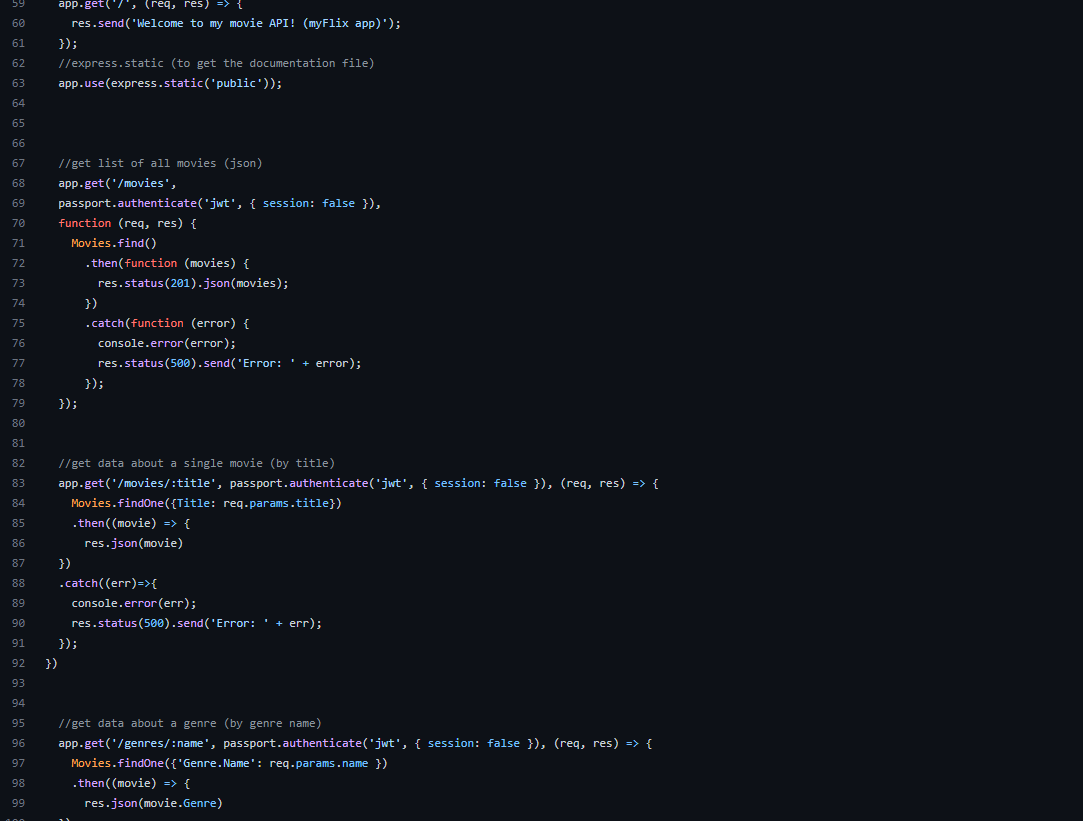 59 app.get('/', (req, res) => {
60 res.send('Welcome to my movie API! (myFlix app)');
61 });
62 //express.static (to get the documentation file)
63 app.use(express.static('public'));
64
65
66
67 //get list of all movies (json)
68 app.get('/movies',
69 passport.authenticate('jwt', { session: false }),
70 function (req, res) {
71 Movies.find()
72 .then(function (movies) {
73 res.status(201).json(movies);
74 })
75 .catch(function (error) {
76 console.error(error);
77 res.status(500).send('Error: ' + error);
78 });
79 });
80
81
82 //get data about a single movie (by title)
83 app.get('/movies/:title', passport.authenticate('jwt', { session: false }), (req, res) => {
84 Movies.findOne({Title: req.params.title})
85 .then((movie) => {
86 res.json(movie)
87 })
88 .catch((err)=>{
89 console.error(err);
90 res.status(500).send('Error: ' + err);
91 });
92 })
93
94
95 //get data about a genre (by genre name)
96 app.get('/genres/:name', passport.authenticate('jwt', { session: false }), (req, res) => {
97 Movies.findOne({'Genre.Name': req.params.name })
98 .then((movie) => {
99 res.json(movie.Genre)